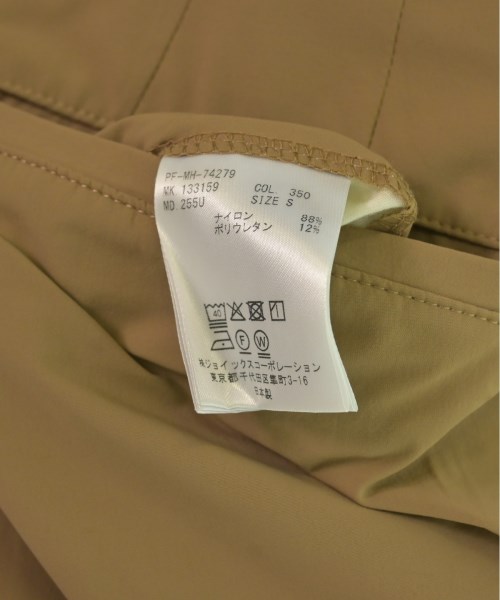 PF-MH-74279
MK. 133159 COL. 350
MD. 255U SIZE S
ナイロン 88%
ポリウレタン 12%
40
F W
㈱ジョイックスコーポレーション
東京都千代田区麹町3-16
日本製